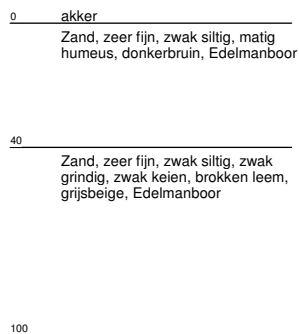 0 akker
Zand, zeer fijn, zwak siltig, matig
humeus, donkerbruin, Edelmanboor
40
Zand, zeer fijn, zwak siltig, zwak
grindig, zwak keien, brokken leem,
grijsbeige, Edelmanboor
100